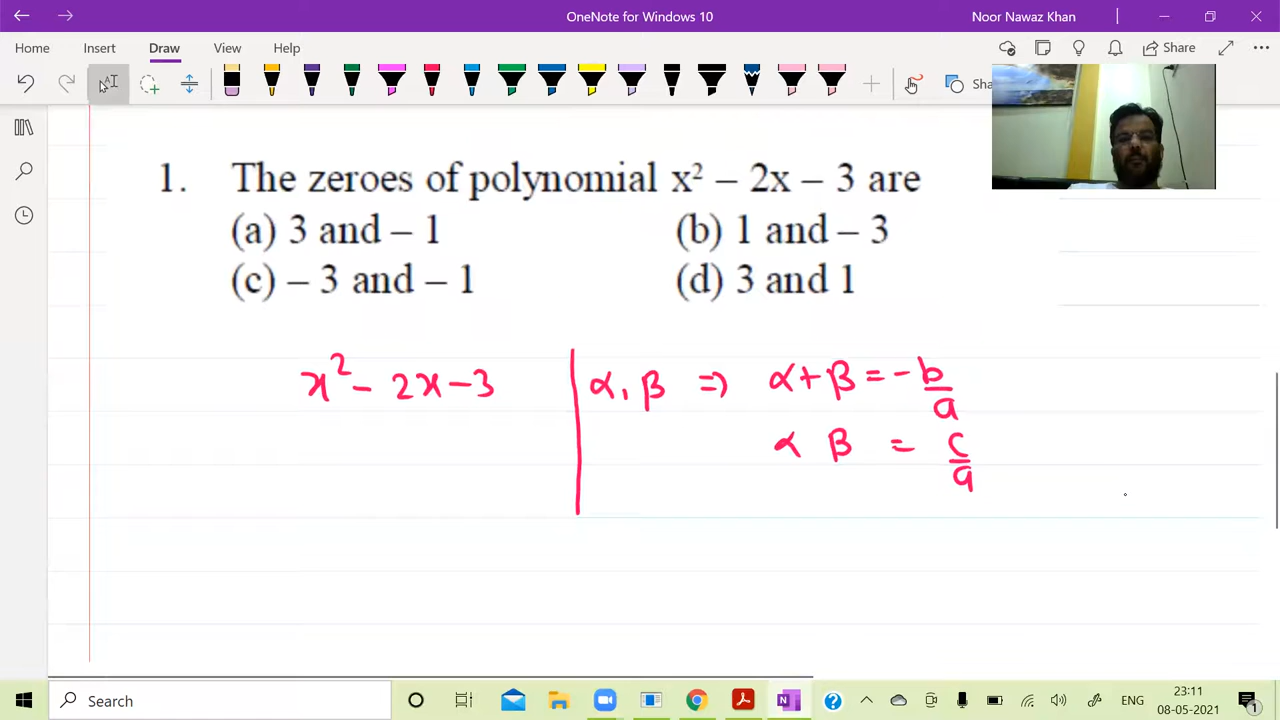 OneNote for Windows 10
Noor Nawaz Khan
Home Insert Draw View Help
Share
Sha
1. The zeroes of polynomial x² – 2x – 3 are
(a) 3 and – 1 (b) 1 and – 3
(c) – 3 and – 1 (d) 3 and 1
x² - 2x - 3
α, β ⇒ α + β = -b/a
α β = c/a
Search
ENG
23:11
08-05-2021
1